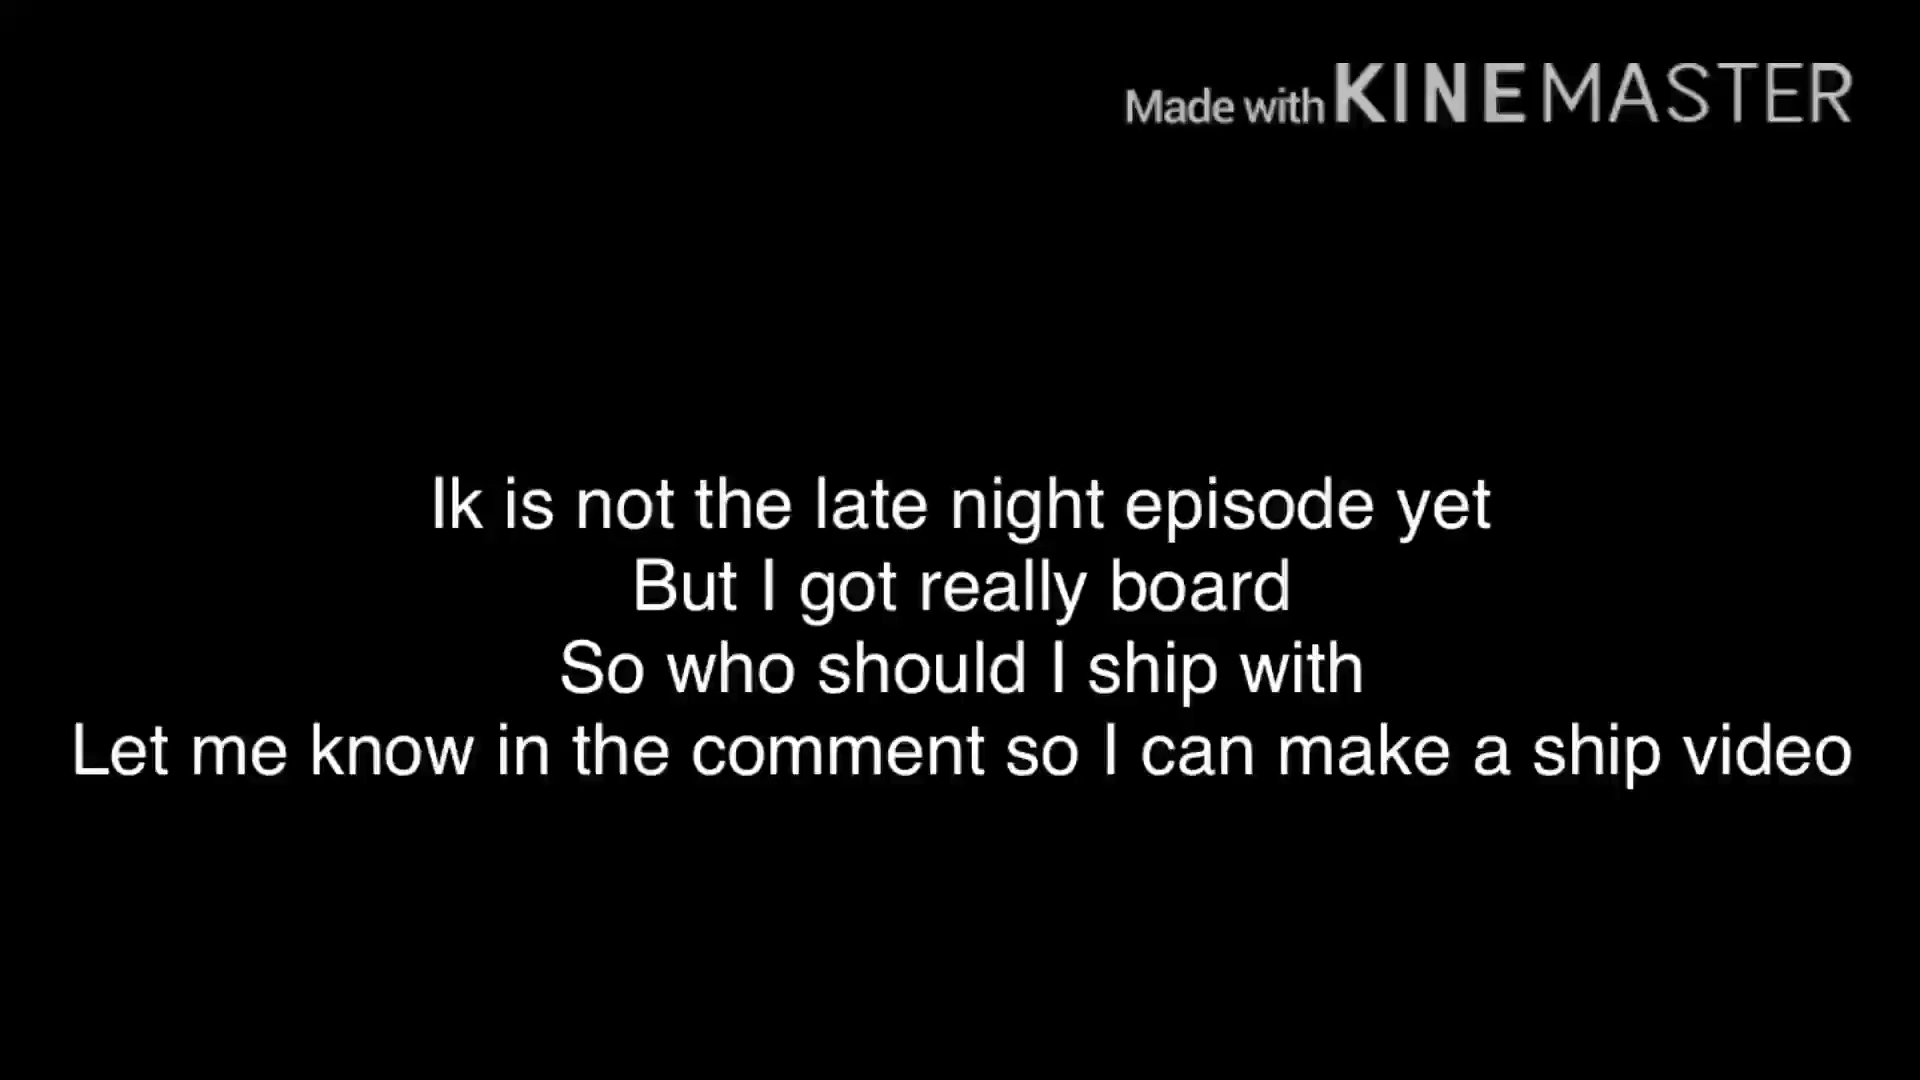 Made with KINEMASTER
Ik is not the late night episode yet
But I got really board
So who should I ship with
Let me know in the comment so I can make a ship video